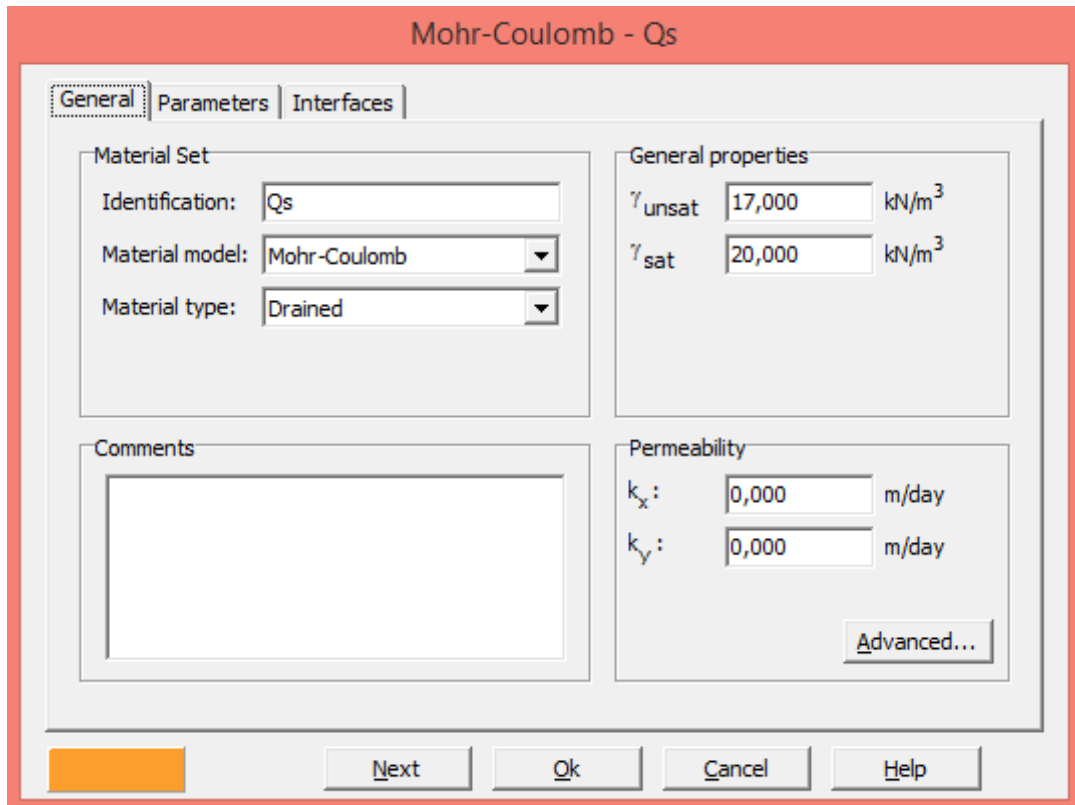 Mohr-Coulomb - Qs
General Parameters Interfaces
Material Set
Identification: Qs
Material model: Mohr-Coulomb
Material type: Drained
General properties
γunsat 17,000 kN/m³
γsat 20,000 kN/m³
Comments
Permeability
kx: 0,000 m/day
ky: 0,000 m/day
Advanced...
Next Ok Cancel Help